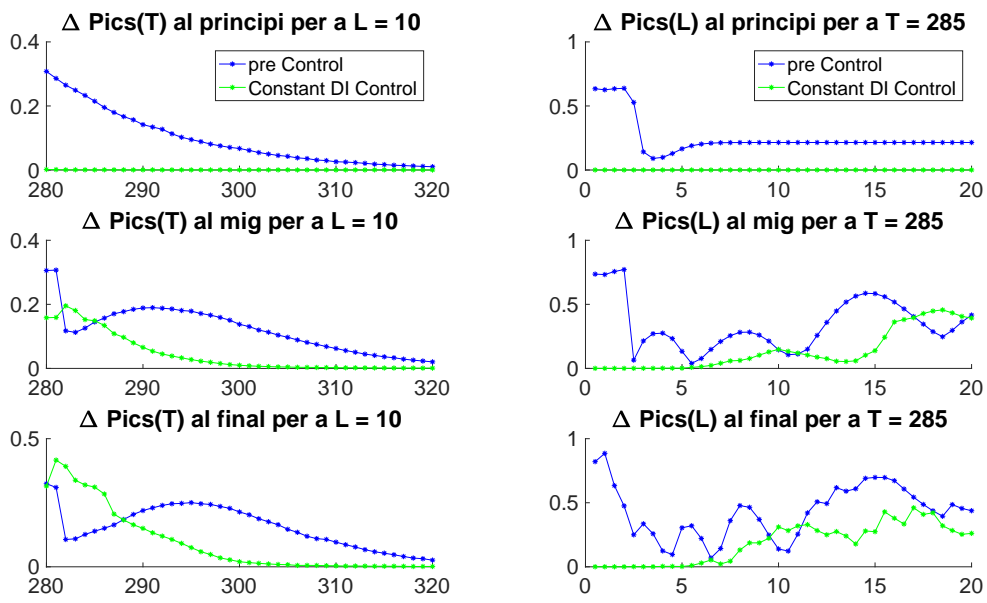 Δ Pics(T) al principi per a L = 10
0.4
0.2
0
280 290 300 310 320
pre Control
Constant DI Control
Δ Pics(L) al principi per a T = 285
1
0.5
0
0 5 10 15 20
pre Control
Constant DI Control
Δ Pics(T) al mig per a L = 10
0.4
0.2
0
280 290 300 310 320
Δ Pics(L) al mig per a T = 285
1
0.5
0
0 5 10 15 20
Δ Pics(T) al final per a L = 10
0.5
0
280 290 300 310 320
Δ Pics(L) al final per a T = 285
1
0.5
0
0 5 10 15 20